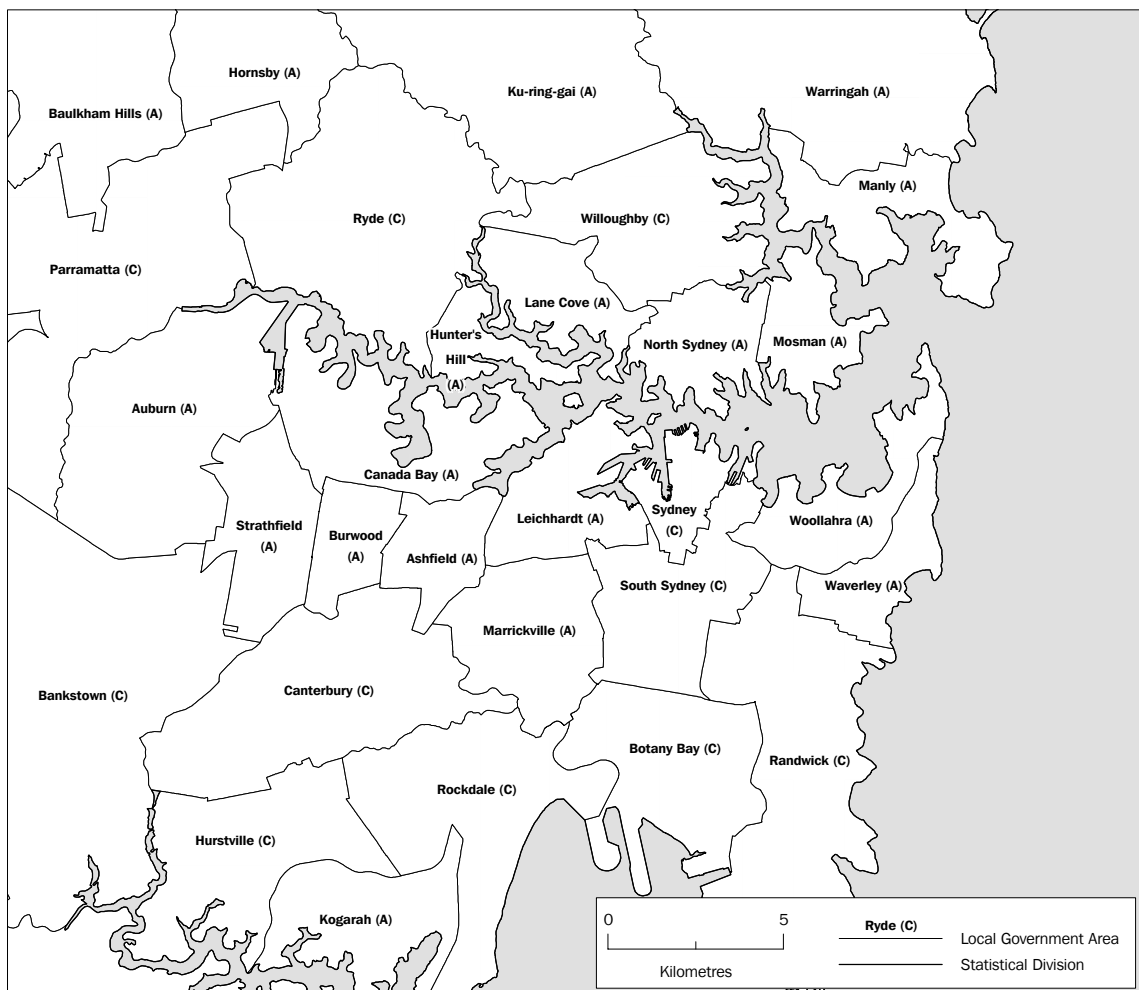 Hornsby (A)
Ku-ring-gai (A)
Warringah (A)
Baulkham Hills (A)
Manly (A)
Ryde (C)
Willoughby (C)
Parramatta (C)
Lane Cove (A)
Hunter's
Hill
(A)
North Sydney (A)
Mosman (A)
Auburn (A)
Canada Bay (A)
Strathfield
(A)
Burwood
(A)
Ashfield (A)
Leichhardt (A)
Sydney
(C)
Woollahra (A)
South Sydney (C)
Waverley (A)
Marrickville (A)
Bankstown (C)
Canterbury (C)
Botany Bay (C)
Randwick (C)
Rockdale (C)
Hurstville (C)
Kogarah (A)
0 5
Kilometres
Ryde (C)
Local Government Area
Statistical Division